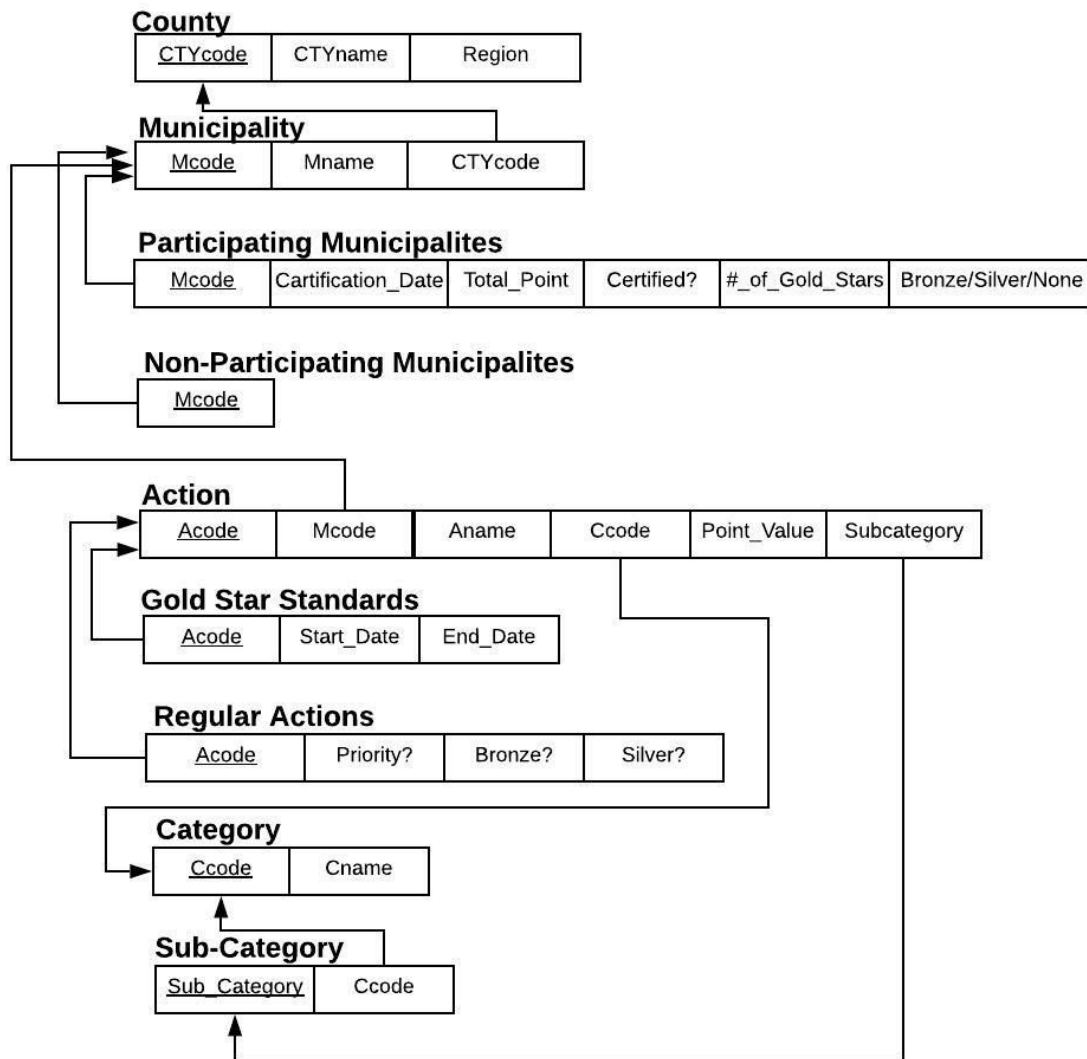 County
CTYcode CTYname Region
Municipality
Mcode Mname CTYcode
Participating Municipalites
Mcode Cartification_Date Total_Point Certified? #_of_Gold_Stars Bronze/Silver/None
Non-Participating Municipalites
Mcode
Action
Acode Mcode Aname Ccode Point_Value Subcategory
Gold Star Standards
Acode Start_Date End_Date
Regular Actions
Acode Priority? Bronze? Silver?
Category
Ccode Cname
Sub-Category
Sub_Category Ccode